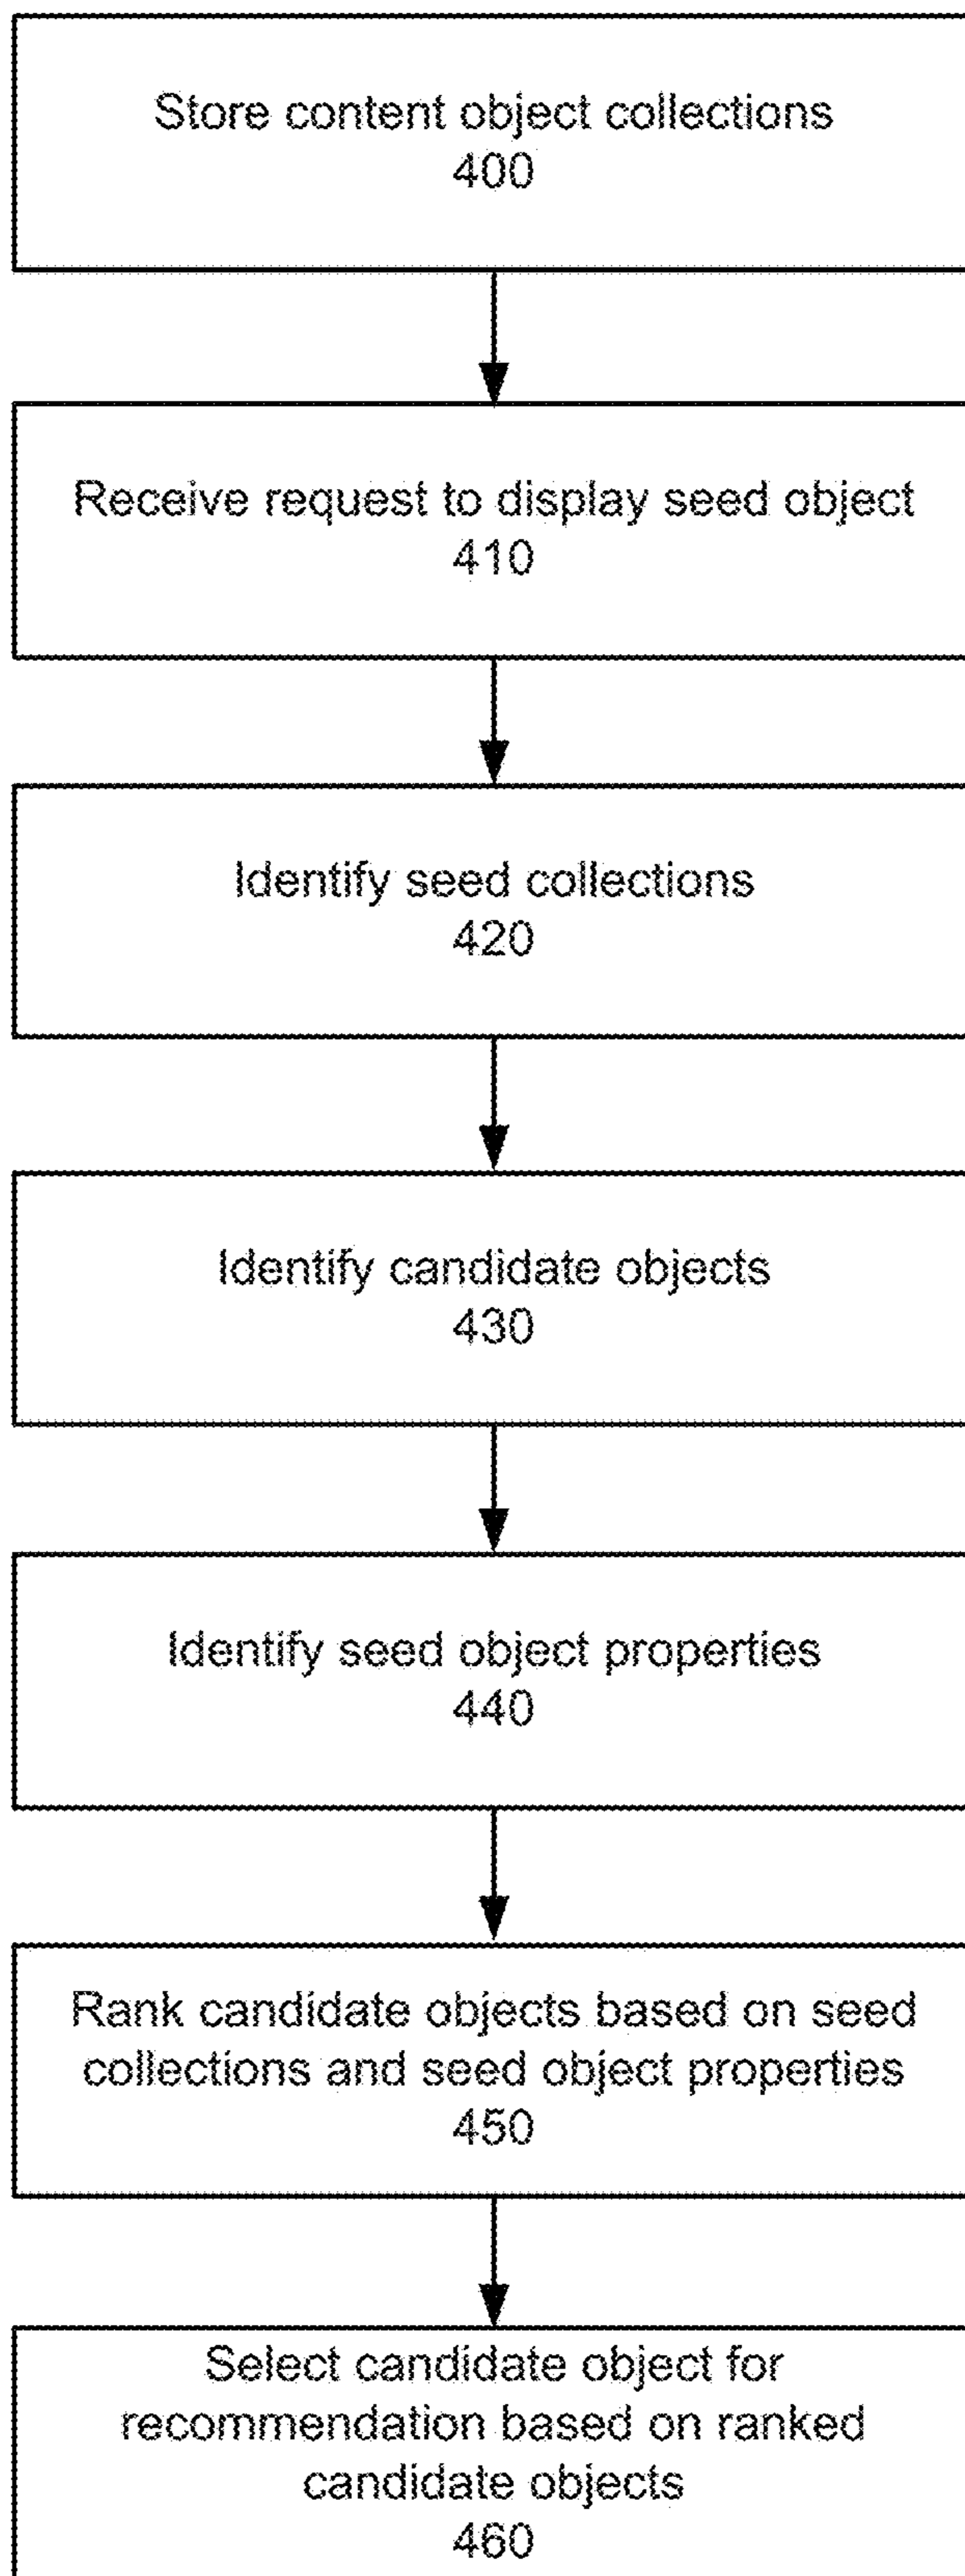 Store content object collections
400
Receive request to display seed object
410
Identify seed collections
420
Identify candidate objects
430
Identify seed object properties
440
Rank candidate objects based on seed
collections and seed object properties
450
Select candidate object for
recommendation based on ranked
candidate objects
460